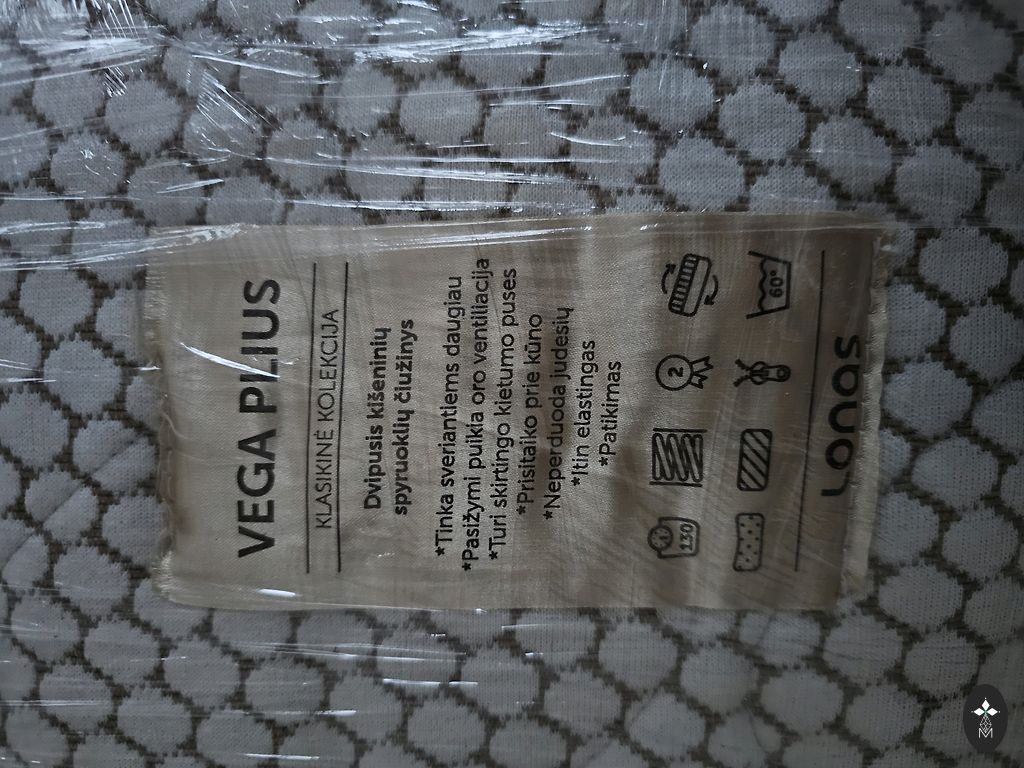 VEGA PLIUS
KLASIKINĖ KOLEKCIJA
Dvipusis kišeninių
spyruoklių čiužinys
*Tinka sveriantiems daugiau
*Pasižymi puikia oro ventiliacija
*Turi skirtingo kietumo puses
*Prisitaiko prie kūno
*Neperduoda judesių
*Itin elastingas
*Patikimas
130
2
60°
Lonas
M